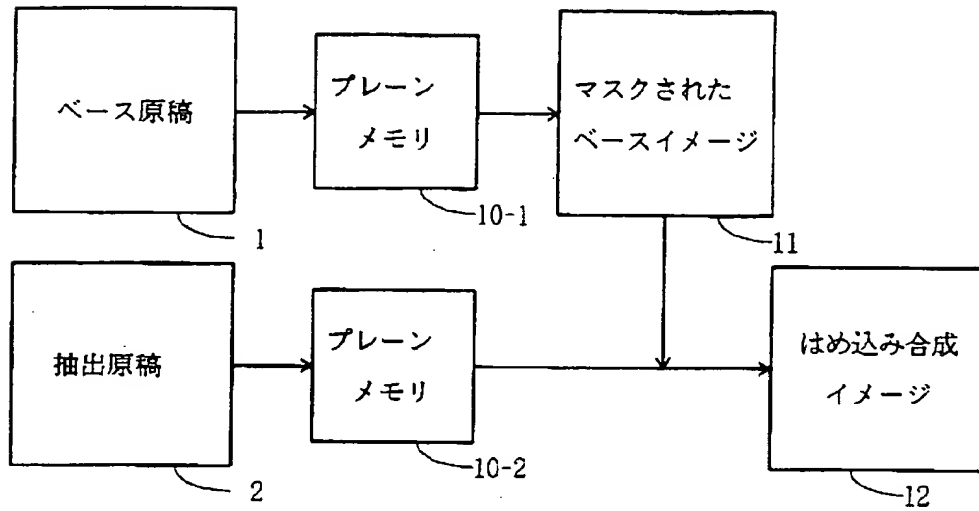 ベース原稿
プレーン
メモリ
マスクされた
ベースイメージ
1
10-1
11
抽出原稿
プレーン
メモリ
はめ込み合成
イメージ
2
10-2
12